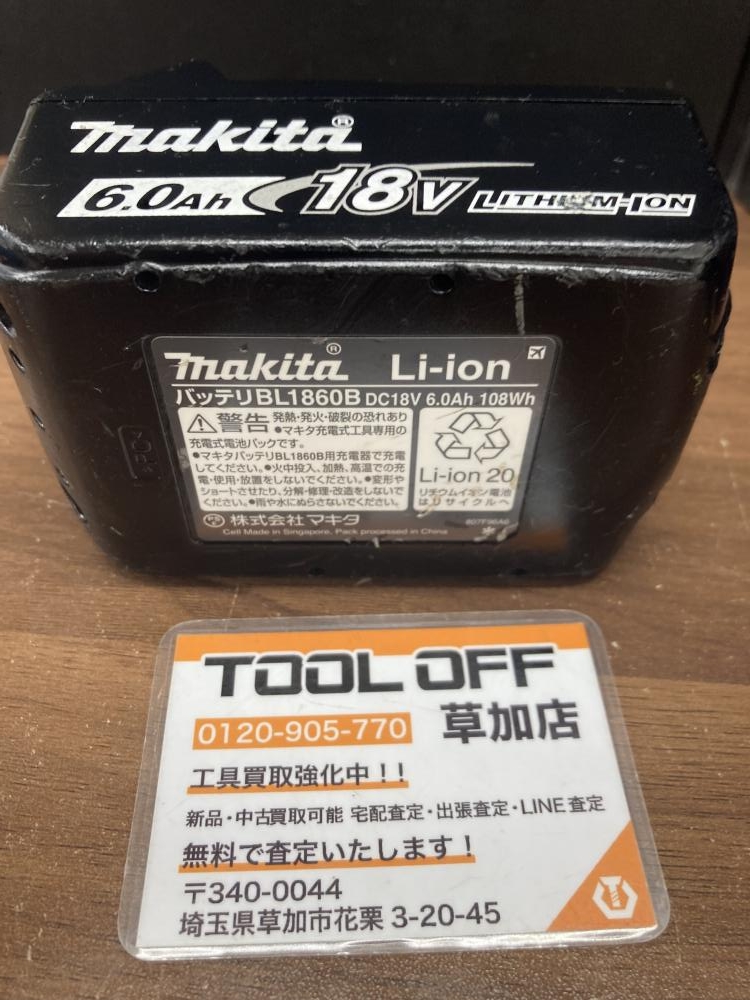 makita®
6.0Ah 18V LITHIUM-ION
makita® Li-ion
バッテリBL1860B DC18V 6.0Ah 108Wh
警告 発熱・発火・破裂の恐れあり
●マキタ充電式工具専用の
充電式電池パックです。
●マキタバッテリBL1860B用充電器で充電
してください。●火中投入、加熱、高温での充
電・使用・放置をしないでください。●変形や
ショートさせたり、分解・修理・改造をしないで
ください。●雨や水にぬらさないでください。
Li-ion 20
リチウムイオン電池
はリサイクルへ
株式会社マキタ
Cell Made in Singapore, Pack processed in China
TOOL OFF
0120-905-770 草加店
工具買取強化中!!
新品・中古買取可能 宅配査定・出張査定・LINE査定
無料で査定いたします!
〒340-0044
埼玉県草加市花栗 3-20-45